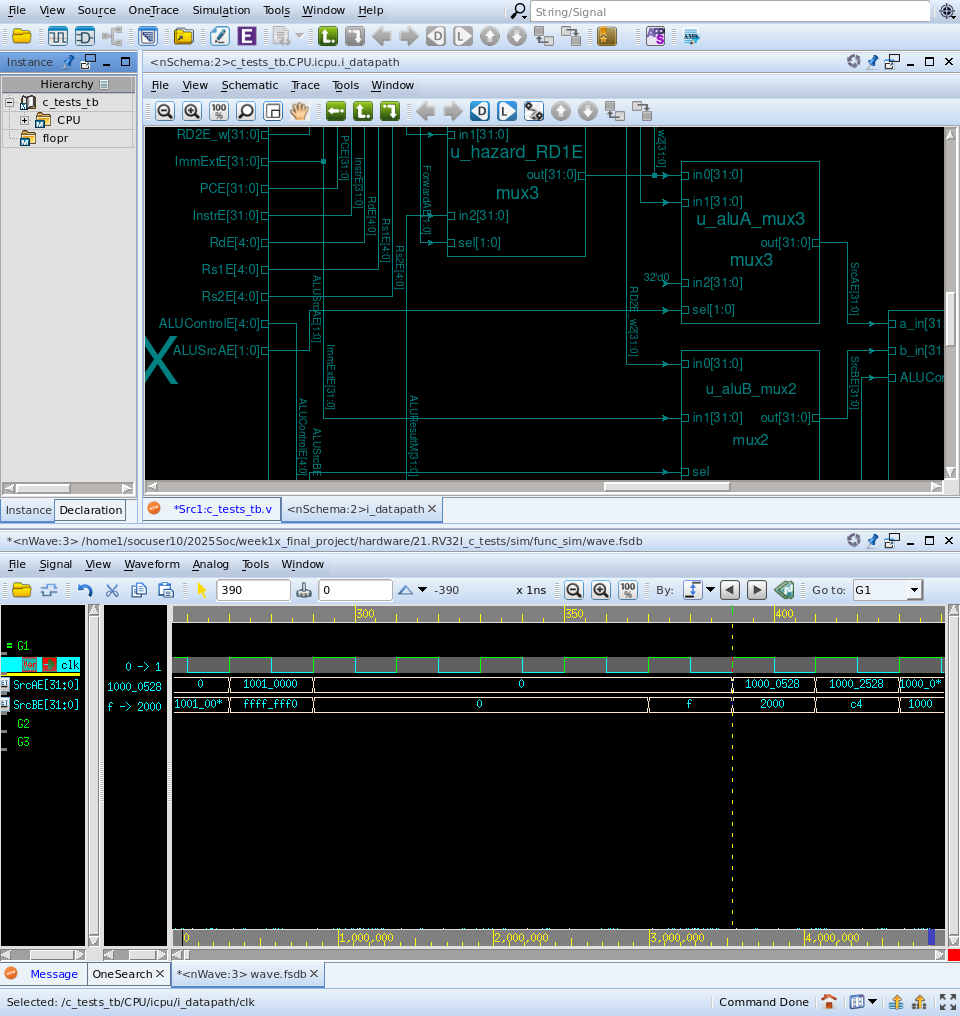 File View Source OneTrace Simulation Tools Window Help String/Signal
Instance
<nSchema:2>c_tests_tb.CPU.icpu.i_datapath
File View Schematic Trace Tools Window
Hierarchy
c_tests_tb
CPU
flopr
100%
RD2E_w[31:0]
ImmExtE[31:0]
PCE[31:0]
InstrE[31:0]
RdE[4:0]
Rs1E[4:0]
Rs2E[4:0]
ALUControlE[4:0]
ALUSrcAE[1:0]
X
PCE[31:0]
InstrE[31:0]
RdE[4:0]
Rs1E[4:0]
Rs2E[4:0]
ALUSrcAE[1:0]
ImmExtE[31:0]
ALUControlE[4:0]
ALUSrcBE
ALUResultM[31:0]
in1[31:0]
u_hazard_RD1E
out[31:0]
mux3
in2[31:0]
sel[1:0]
w2[31:0]
RD2E_w2[31:0]
in0[31:0]
in1[31:0]
u_aluA_mux3
out[31:0]
mux3
32'd0
in2[31:0]
sel[1:0]
SrcAE[31:0]
in0[31:0]
u_aluB_mux2
in1[31:0] out[31:0]
mux2
sel
SrcBE[31:0]
a_in[31
b_in[31
ALUCor
Instance Declaration
*Src1:c_tests_tb.v
<nSchema:2>i_datapath
*<nWave:3> /home1/socuser10/2025Soc/week1x_final_project/hardware/21.RV32I_c_tests/sim/func_sim/wave.fsdb
File Signal View Waveform Analog Tools Window
390 0 -390 x 1ns 100% By: Go to: G1
300 350 400
= G1
clk 0 -> 1
SrcAE[31:0] 1000_0528 0 1001_0000 0 1000_0528 1000_2528 1000_0*
SrcBE[31:0] f -> 2000 1001_00* ffff_fff0 0 f 2000 c4 1000
G2
G3
0 1,000,000 2,000,000 3,000,000 4,000,000
Message OneSearch *<nWave:3> wave.fsdb
Selected: /c_tests_tb/CPU/icpu/i_datapath/clk Command Done